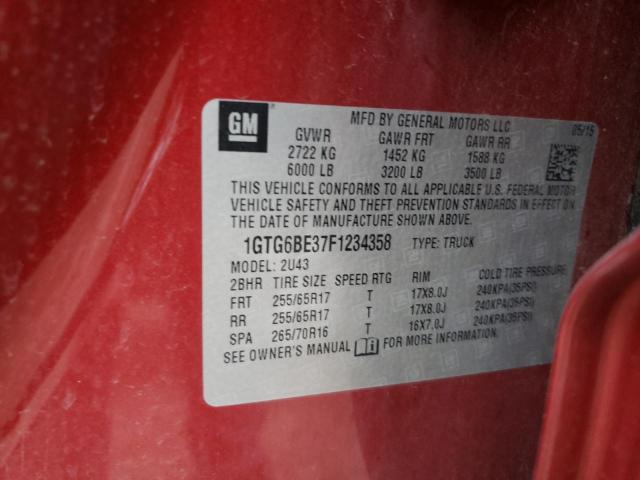 GM
MFD BY GENERAL MOTORS LLC 05/15
GVWR GAWR FRT GAWR RR
2722 KG 1452 KG 1588 KG
6000 LB 3200 LB 3500 LB
THIS VEHICLE CONFORMS TO ALL APPLICABLE U.S. FEDERAL MOTOR
VEHICLE SAFETY AND THEFT PREVENTION STANDARDS IN EFFECT ON
THE DATE OF MANUFACTURE SHOWN ABOVE.
1GTG6BE37F1234358 TYPE: TRUCK
MODEL: 2U43
2BHR TIRE SIZE SPEED RTG RIM COLD TIRE PRESSURE
FRT 255/65R17 T 17X8.0J 240KPA(35PSI)
RR 255/65R17 T 17X8.0J 240KPA(35PSI)
SPA 265/70R16 T 16X7.0J 240KPA(35PSI)
SEE OWNER'S MANUAL FOR MORE INFORMATION.